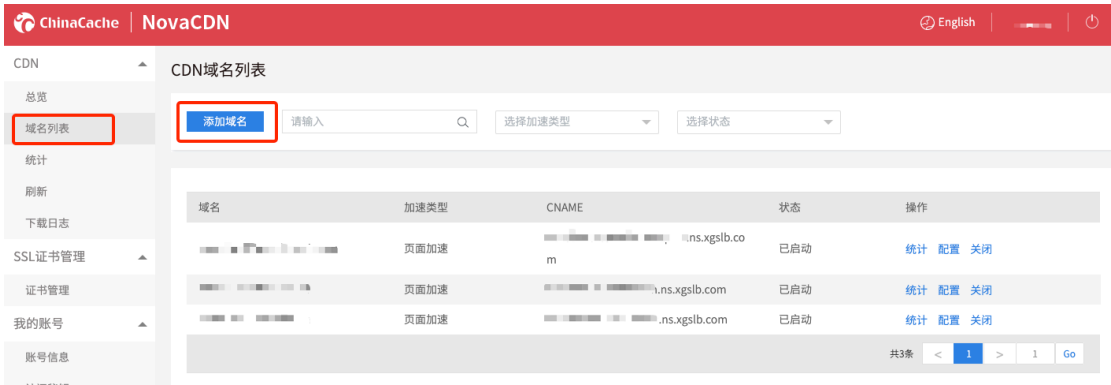 ChinaCache NovaCDN English
CDN
总览
域名列表
统计
刷新
下载日志
SSL证书管理
证书管理
我的账号
账号信息
CDN域名列表
添加域名 请输入 选择加速类型 选择状态
域名 加速类型 CNAME 状态 操作
页面加速 .ns.xgslb.co 已启动 统计 配置 关闭
m
页面加速 .ns.xgslb.com 已启动 统计 配置 关闭
页面加速 .ns.xgslb.com 已启动 统计 配置 关闭
共3条 < 1 > 1 Go